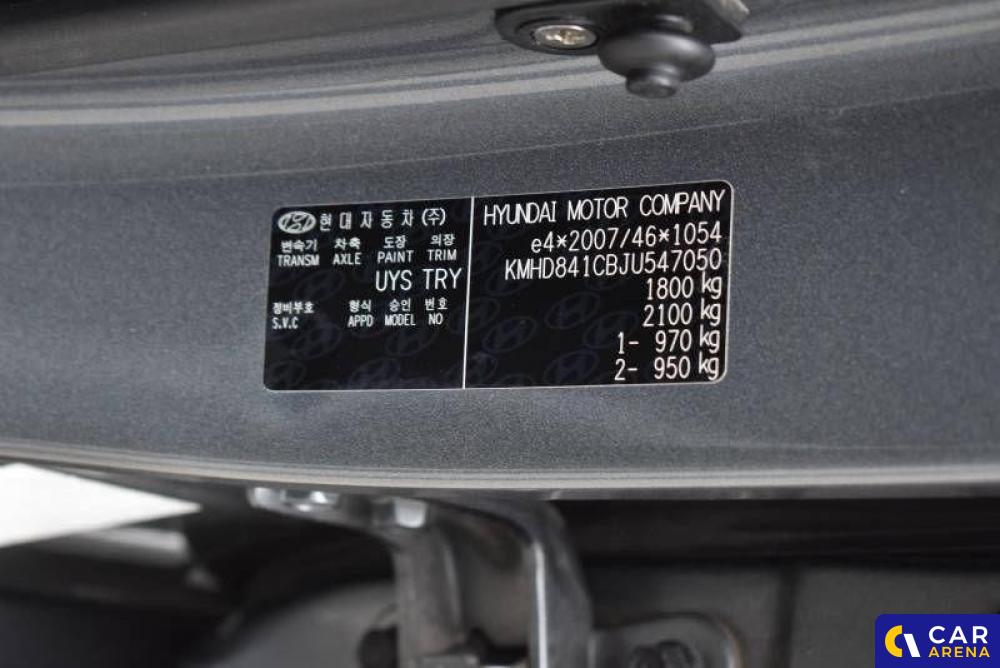 현대자동차(주)
변속기 차축 도장 의장
TRANSM AXLE PAINT TRIM
UYS TRY
정비부호 형식 승인 번호
S.V.C APPD MODEL NO
HYUNDAI MOTOR COMPANY
e4*2007/46*1054
KMHD841CBJU547050
1800 kg
2100 kg
1- 970 kg
2- 950 kg
CAR
ARENA